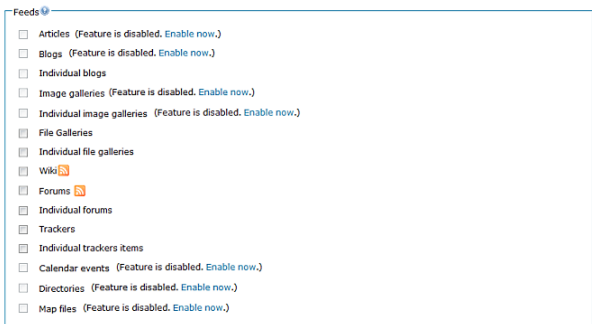 Feeds
Articles (Feature is disabled. Enable now.)
Blogs (Feature is disabled. Enable now.)
Individual blogs
Image galleries (Feature is disabled. Enable now.)
Individual image galleries (Feature is disabled. Enable now.)
File Galleries
Individual file galleries
Wiki
Forums
Individual forums
Trackers
Individual trackers items
Calendar events (Feature is disabled. Enable now.)
Directories (Feature is disabled. Enable now.)
Map files (Feature is disabled. Enable now.)